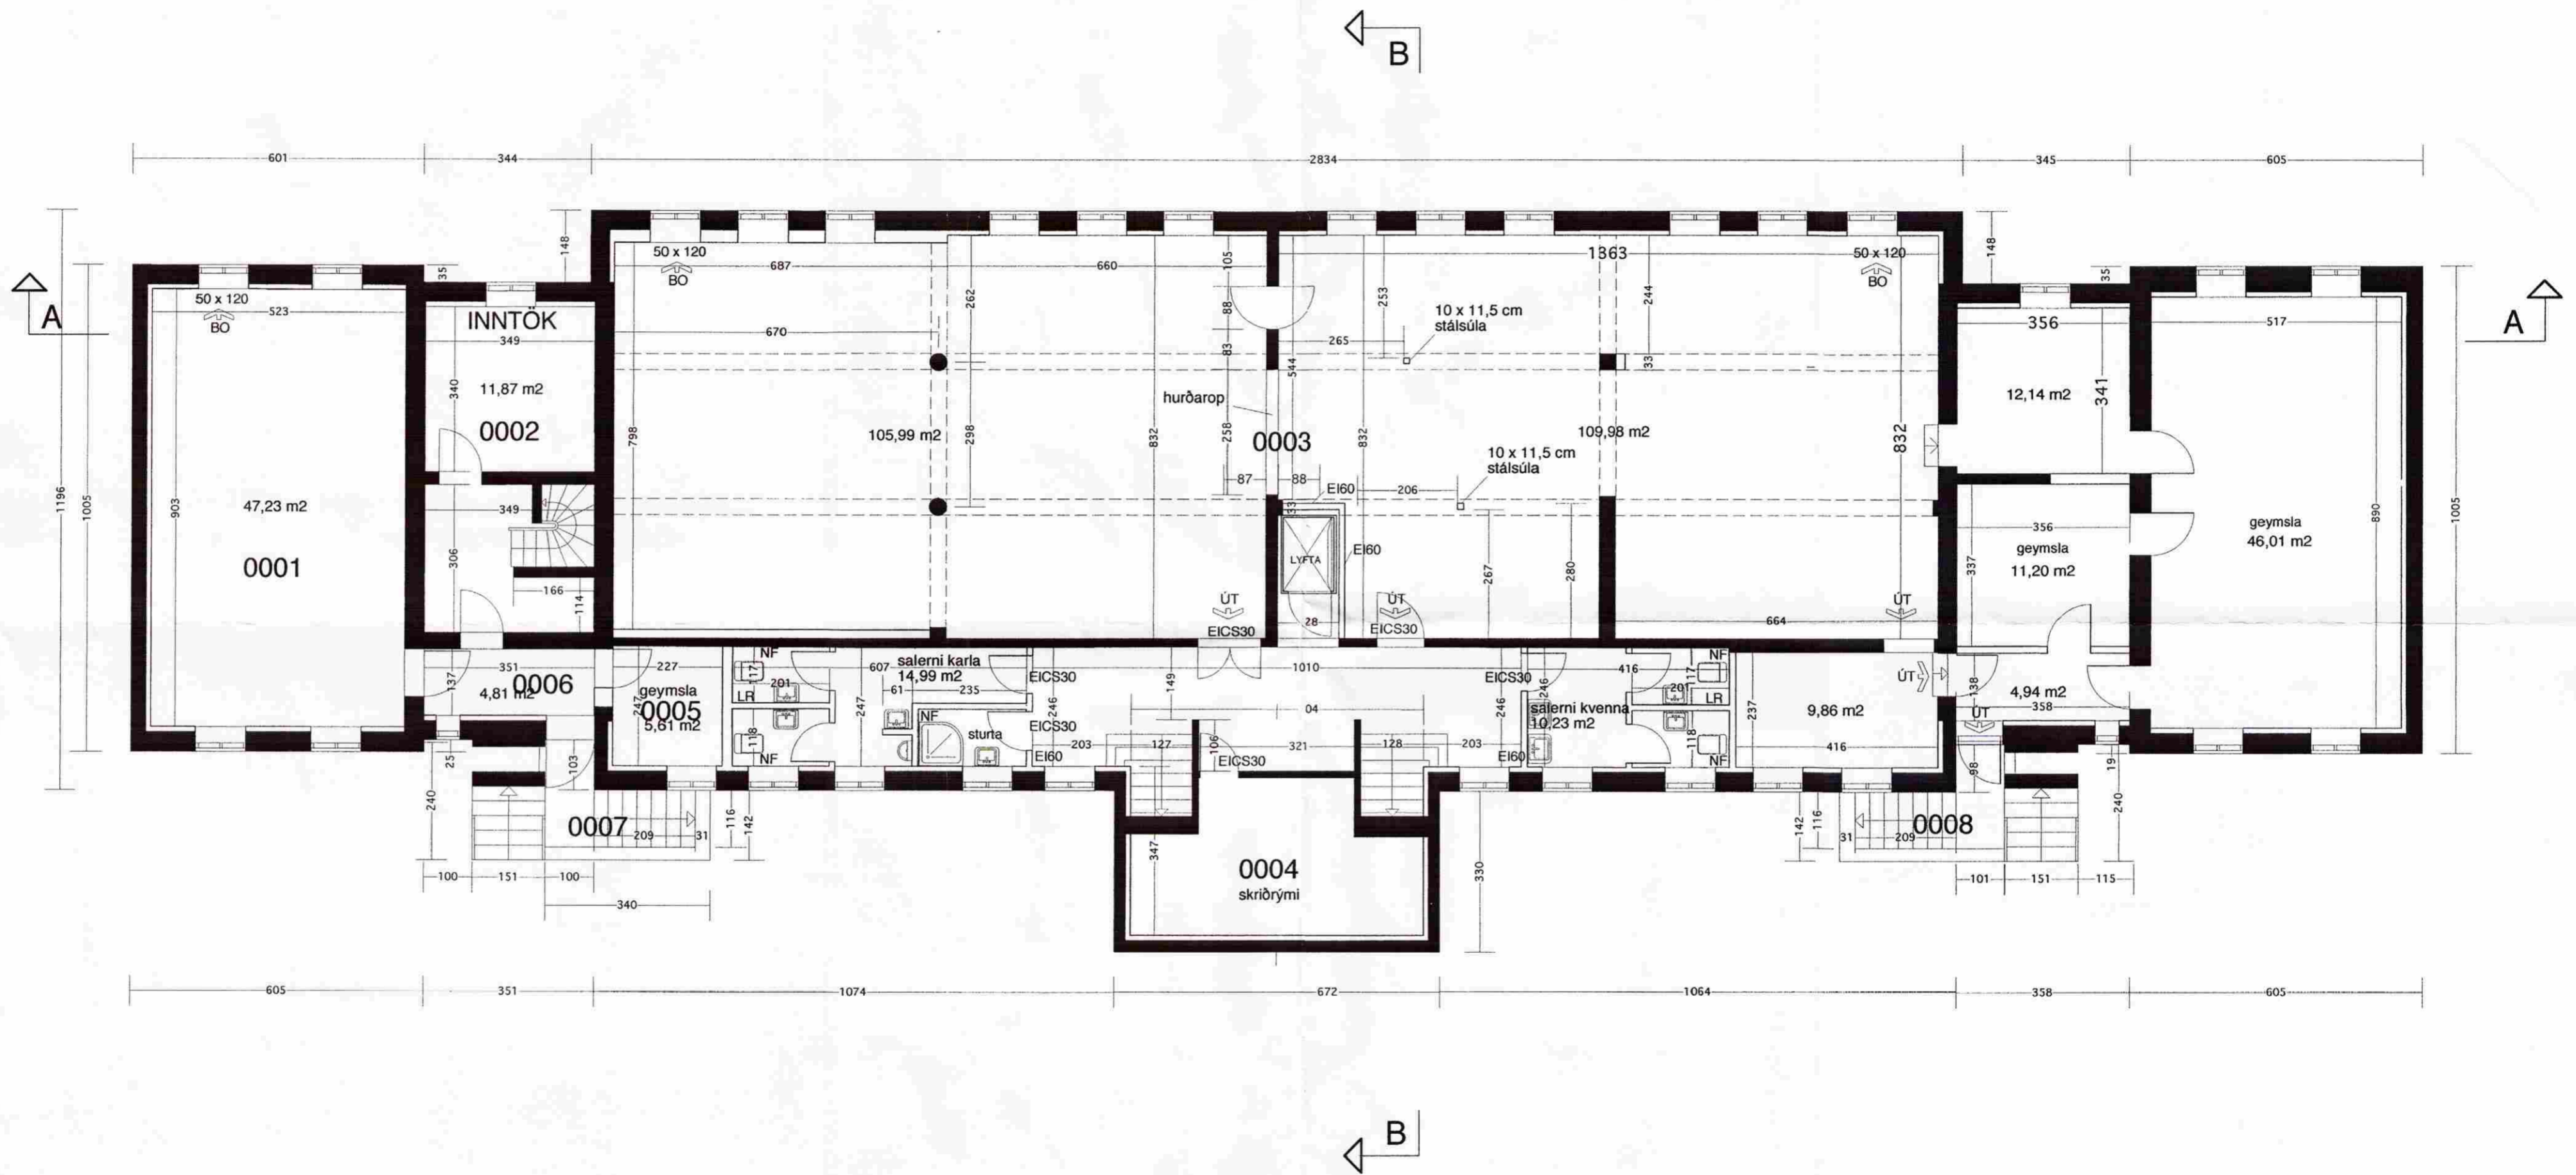 B
601
344
2834
345
605
148
35
50 x 120
BO
523
INNTÖK
349
340
11,87 m2
0002
A
1196
1005
903
47,23 m2
0001
349
306
166
114
50 x 120
BO
687
660
670
262
298
798
105,99 m2
832
105
88
83
258
hurðarop
0003
87
88
544
33
265
253
10 x 11,5 cm
stálsúla
1363
244
33
50 x 120
BO
832
109,98 m2
832
10 x 11,5 cm
stálsúla
EI60
206
LYFTA
EI60
267
280
28
664
ÚT
EICS30
ÚT
EICS30
ÚT
148
35
356
12,14 m2
341
356
geymsla
11,20 m2
337
517
geymsla
46,01 m2
890
1005
A
351
137
4,81 m2
0006
227
247
geymsla
0005
5,61 m2
NF
117
201
LR
118
NF
607
salerni karla
14,99 m2
61
235
247
NF
sturta
EICS30
246
EICS30
EI60
203
127
149
1010
04
106
EICS30
321
128
203
246
EICS30
EI60
246
salerni kvenna
10,23 m2
416
NF
117
201
LR
118
NF
237
9,86 m2
416
ÚT
138
4,94 m2
358
ÚT
98
19
240
25
240
103
0007
209
31
116
142
100
151
100
340
347
0004
skriðrými
330
142
116
31
209
0008
101
151
115
605
351
1074
672
1064
358
605
B